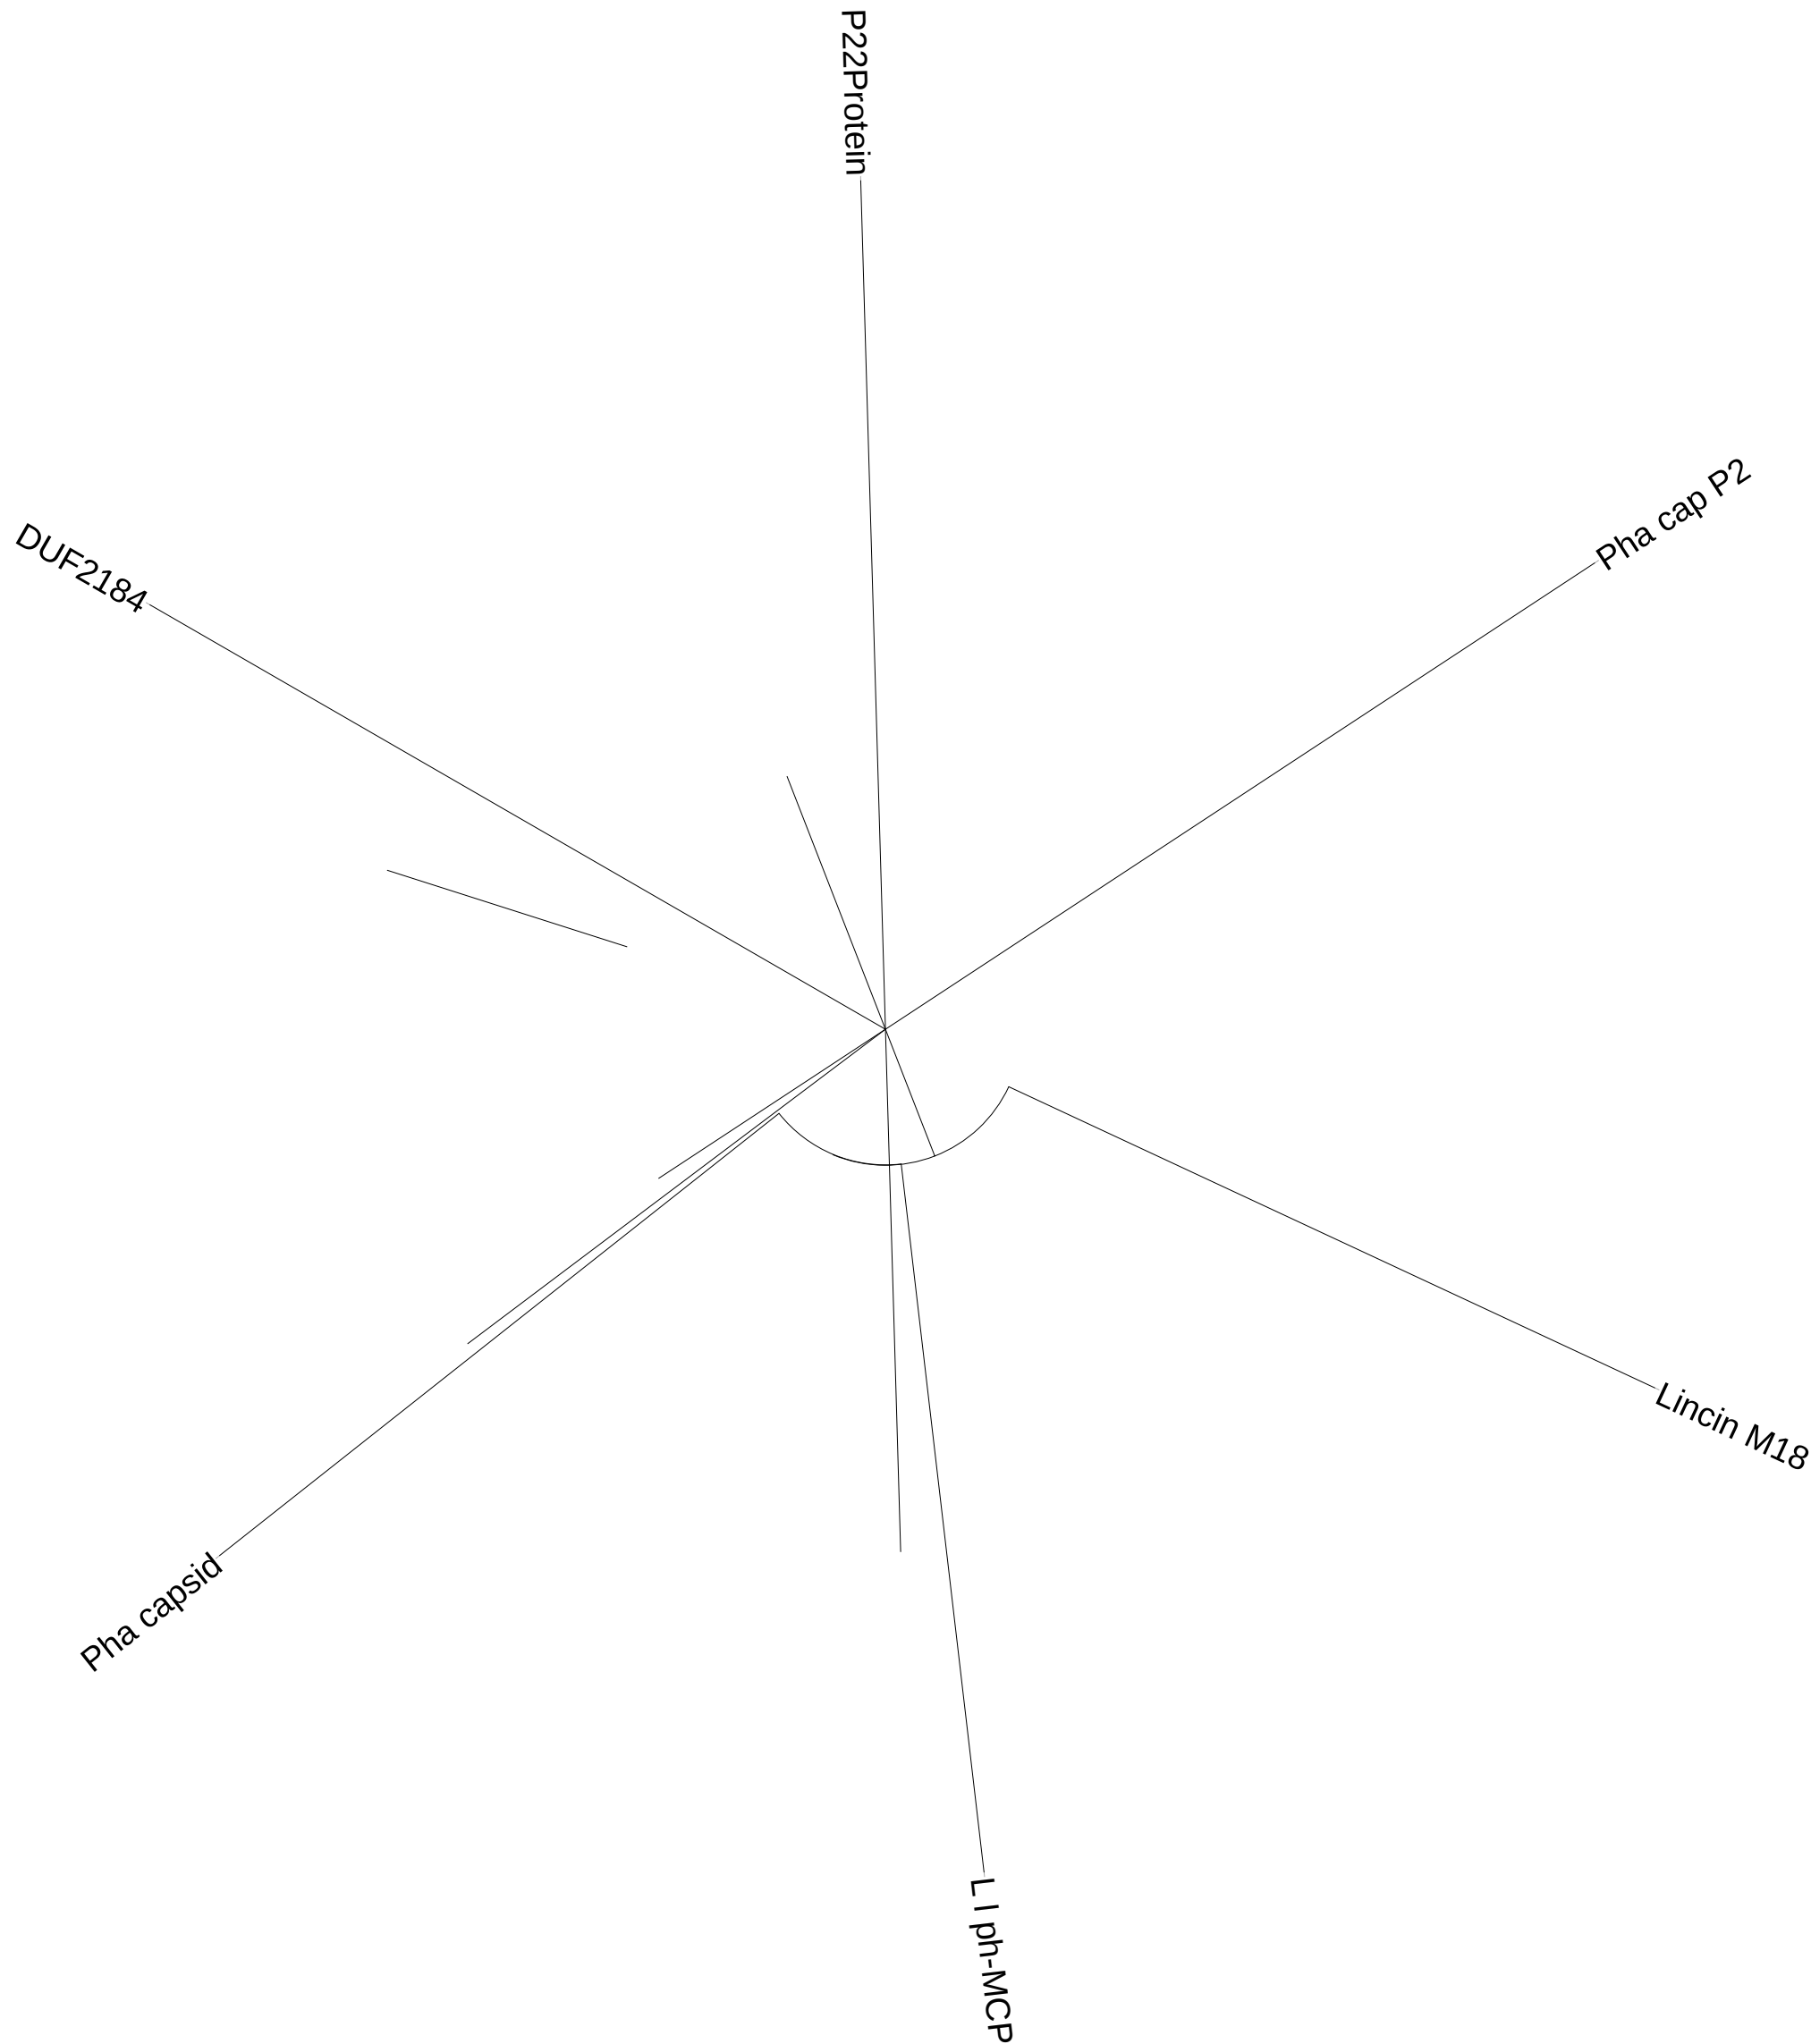 P22Protein
Pha cap P2
DUF2184
Lincin M18
Pha capsid
L I ph-MCP